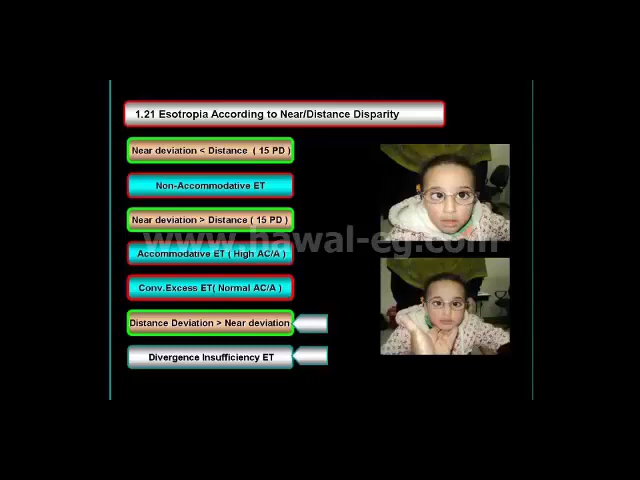 1.21 Esotropia According to Near/Distance Disparity
Near deviation < Distance ( 15 PD )
Non-Accommodative ET
Near deviation > Distance ( 15 PD )
www.hawal-eg.com
Accommodative ET ( High AC/A )
Conv.Excess ET( Normal AC/A )
Distance Deviation > Near deviation
Divergence Insufficiency ET